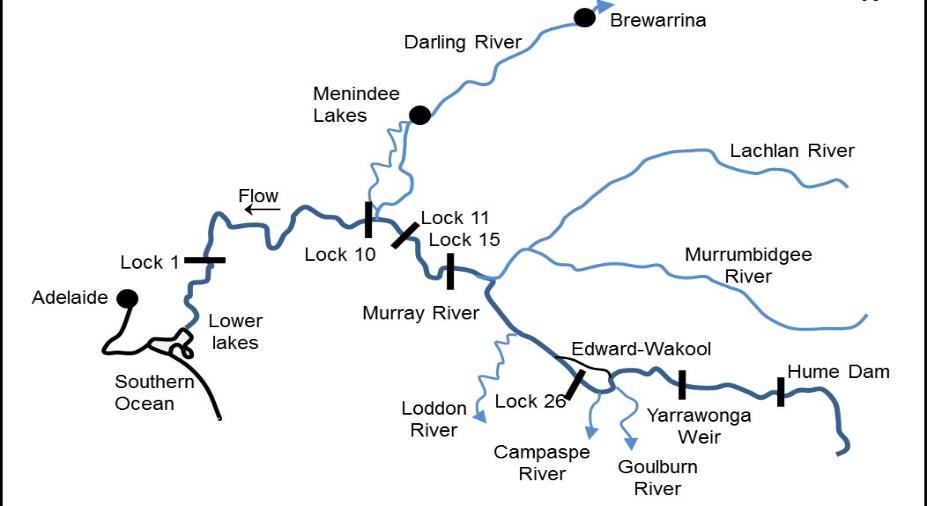 Brewarrina
Darling River
Menindee
Lakes
Lachlan River
Flow
Lock 11
Lock 15
Lock 10
Lock 1
Murrumbidgee
River
Adelaide
Murray River
Lower
lakes
Edward-Wakool
Southern
Ocean
Hume Dam
Lock 26
Loddon
River
Yarrawonga
Weir
Campaspe
River
Goulburn
River